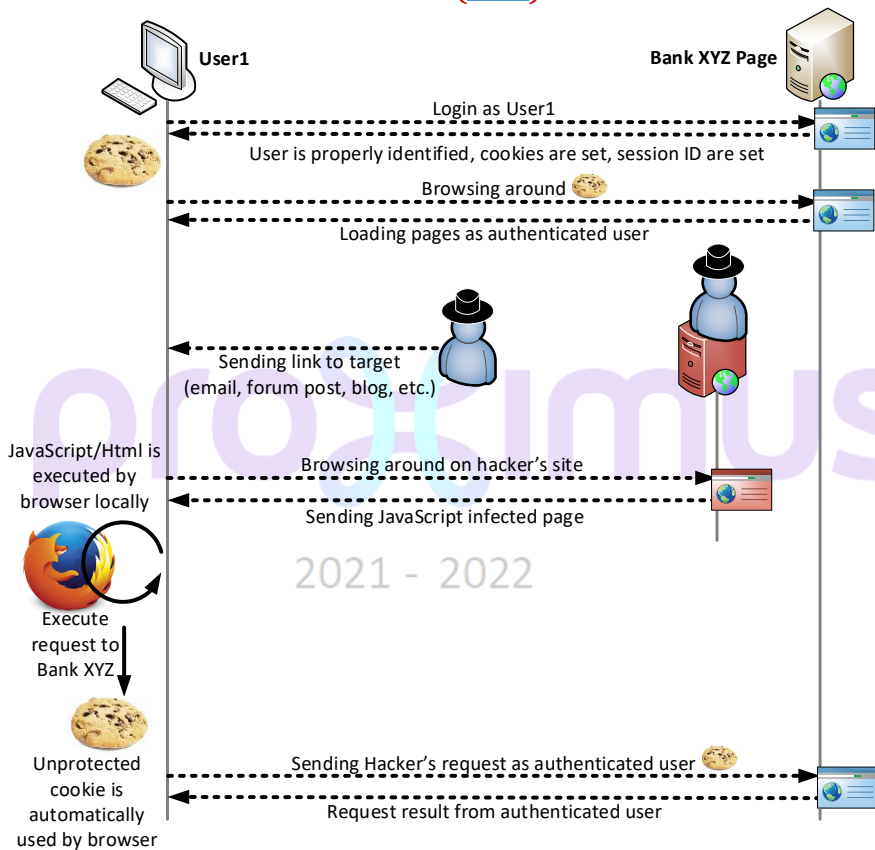 User1
Bank XYZ Page
Login as User1
User is properly identified, cookies are set, session ID are set
Browsing around
Loading pages as authenticated user
Sending link to target
(email, forum post, blog, etc.)
proximus
JavaScript/Html is
executed by
browser locally
Browsing around on hacker's site
Sending JavaScript infected page
2021 - 2022
Execute
request to
Bank XYZ
Unprotected
cookie is
automatically
used by browser
Sending Hacker's request as authenticated user
Request result from authenticated user